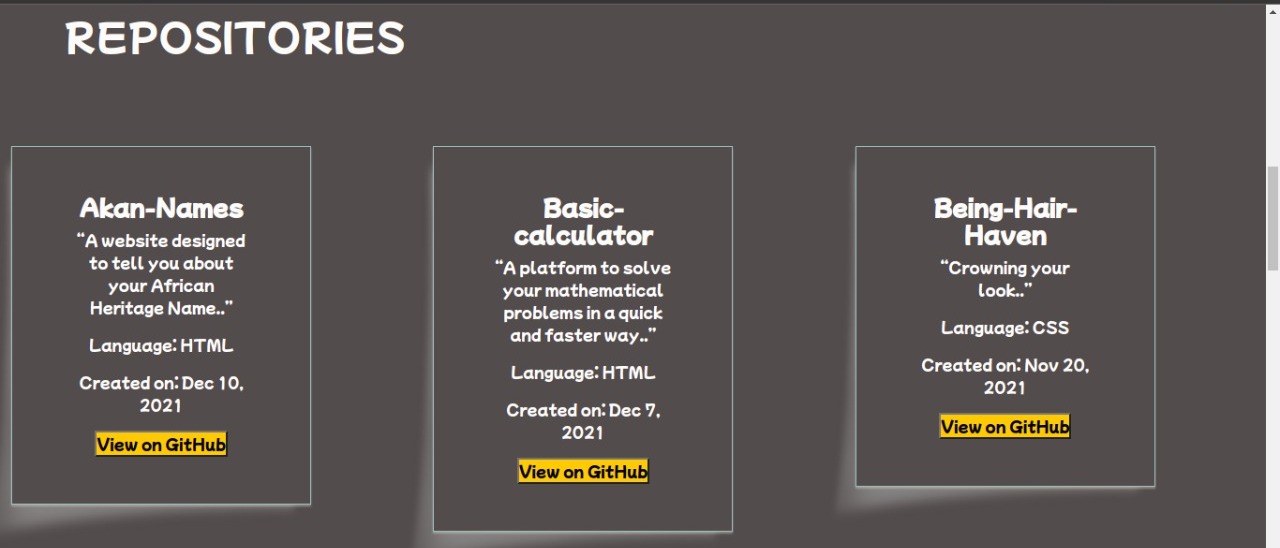 REPOSITORIES
Akan-Names
“A website designed
to tell you about
your African
Heritage Name..”
Language: HTML
Created on: Dec 10,
2021
View on GitHub
Basic-
calculator
“A platform to solve
your mathematical
problems in a quick
and faster way..”
Language: HTML
Created on: Dec 7,
2021
View on GitHub
Being-Hair-
Haven
“Crowning your
look..”
Language: CSS
Created on: Nov 20,
2021
View on GitHub